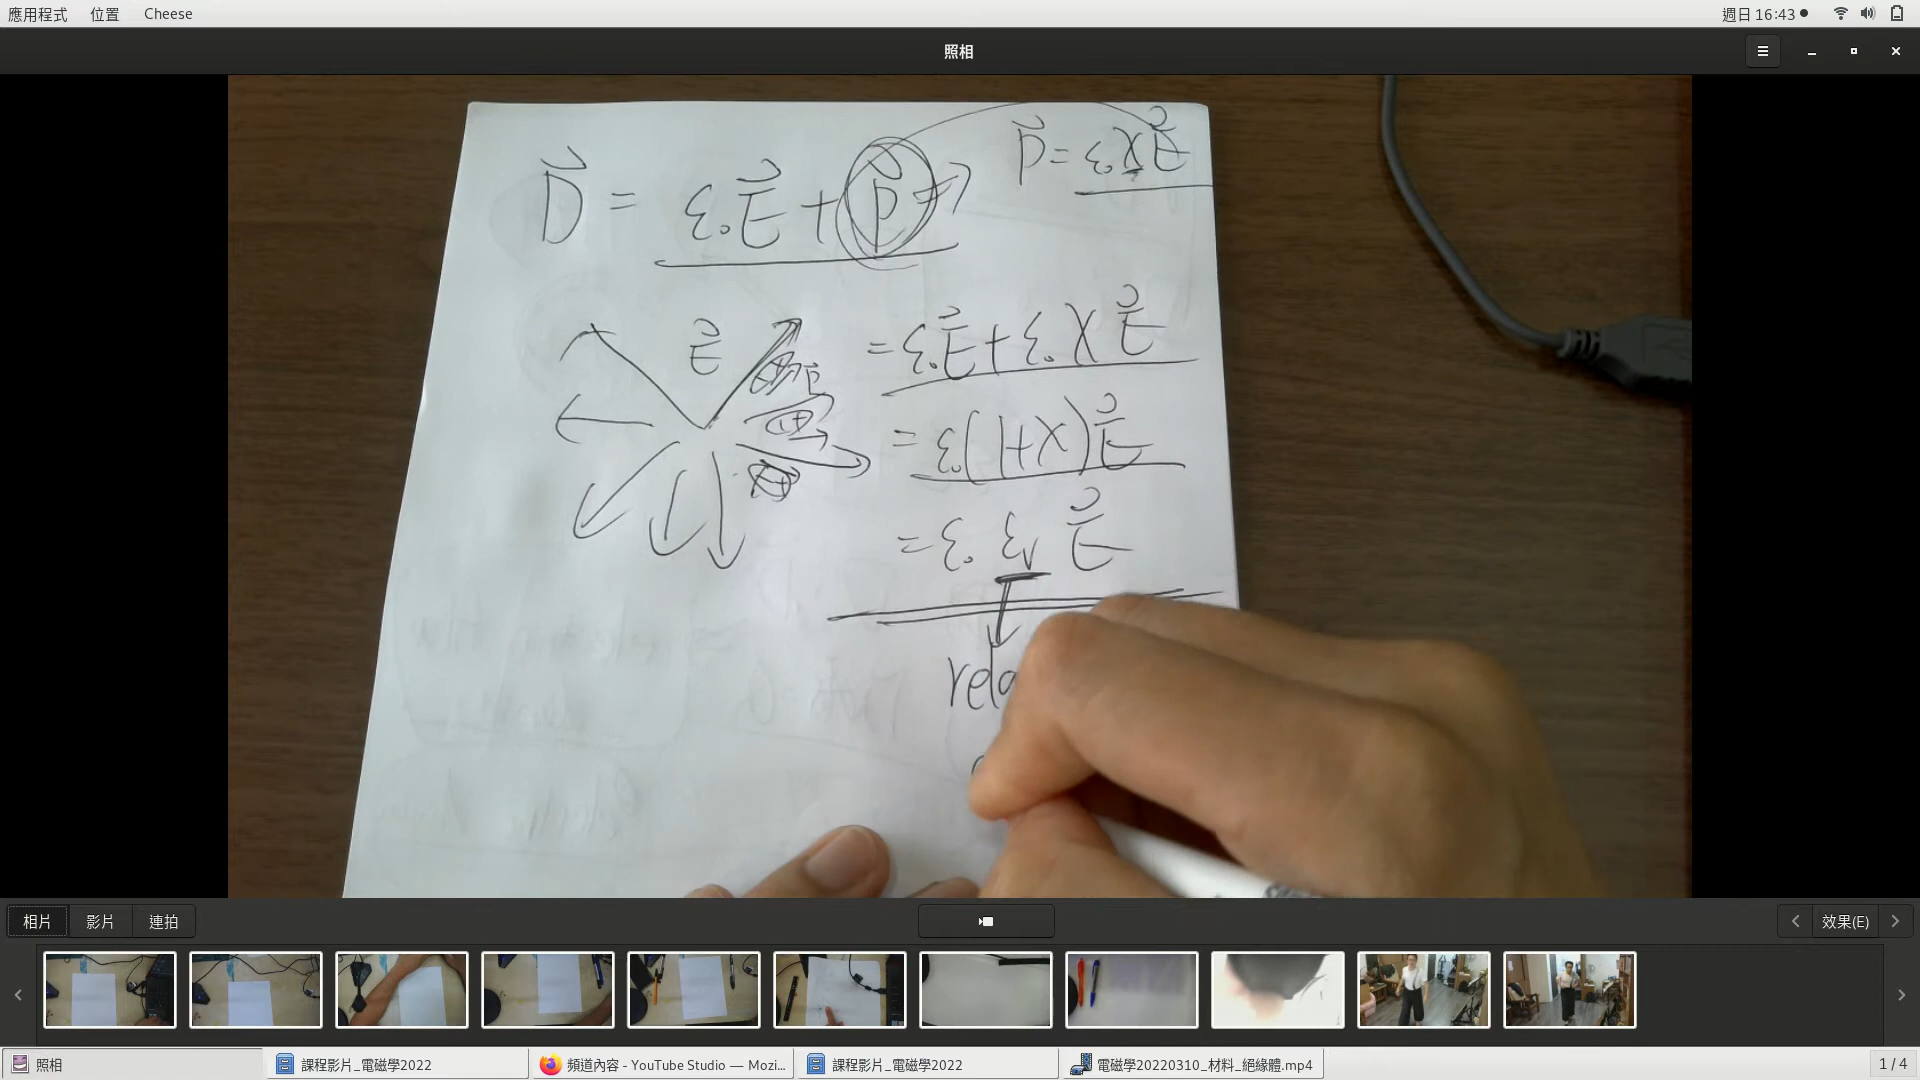 應用程式 位置 Cheese 週日 16:43
照相
D⃗ = ε₀E⃗ + P⃗
P⃗ = ε₀χE⃗
E⃗
= ε₀E⃗ + ε₀χE⃗
= ε₀(1+χ)E⃗
= ε₀ εᵣ E⃗
rela
相片 影片 連拍 效果(E)
照相 課程影片_電磁學2022 頻道內容 - YouTube Studio — Mozi... 課程影片_電磁學2022 電磁學20220310_材料_絕緣體.mp4 1 / 4